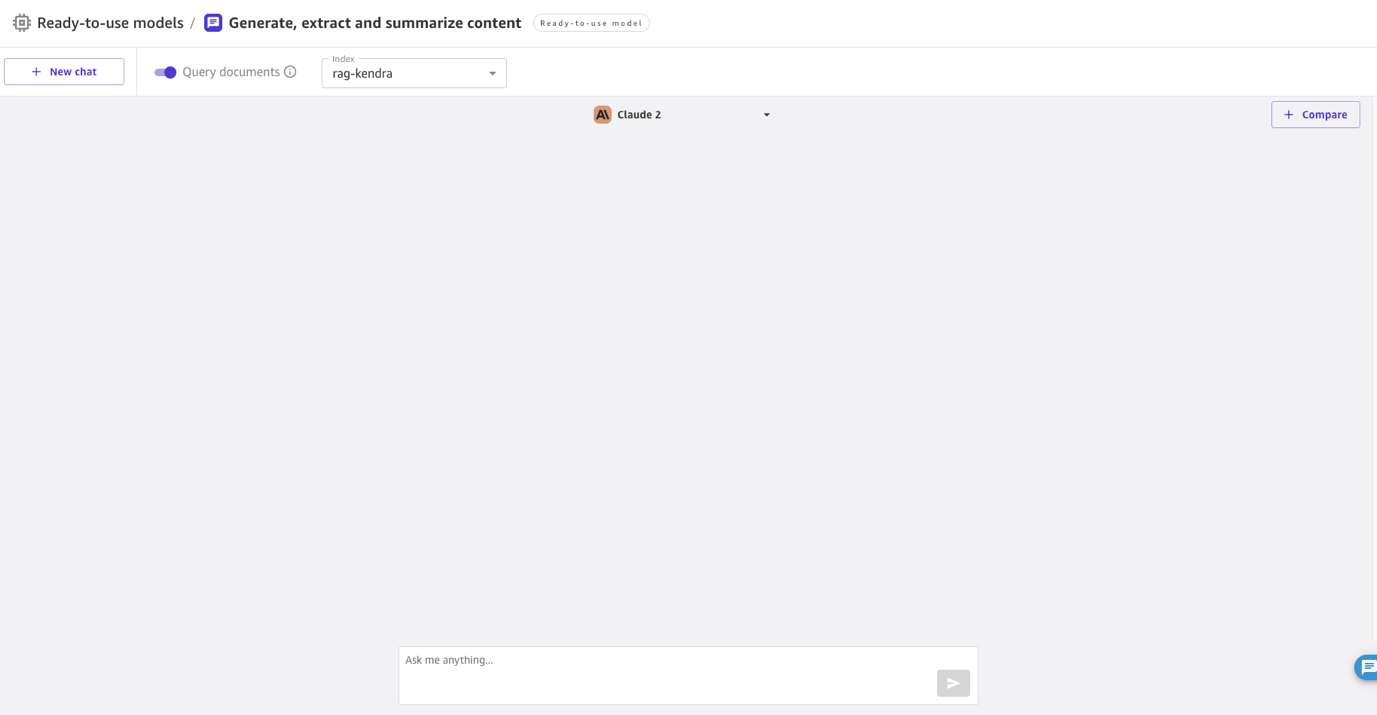 Ready-to-use models / Generate, extract and summarize content Ready-to-use model
+ New chat
Query documents
Index
rag-kendra
Claude 2
+ Compare
Ask me anything...